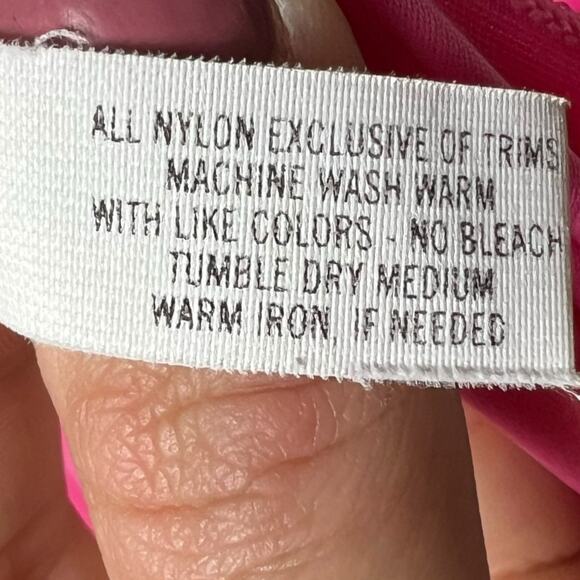 ALL NYLON EXCLUSIVE OF TRIMS
MACHINE WASH WARM
WITH LIKE COLORS - NO BLEACH
TUMBLE DRY MEDIUM
WARM IRON, IF NEEDED